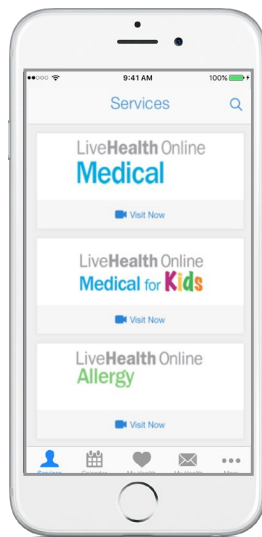 9:41 AM 100%
Services
LiveHealth Online
Medical
Visit Now
LiveHealth Online
Medical for Kids
Visit Now
LiveHealth Online
Allergy
Visit Now